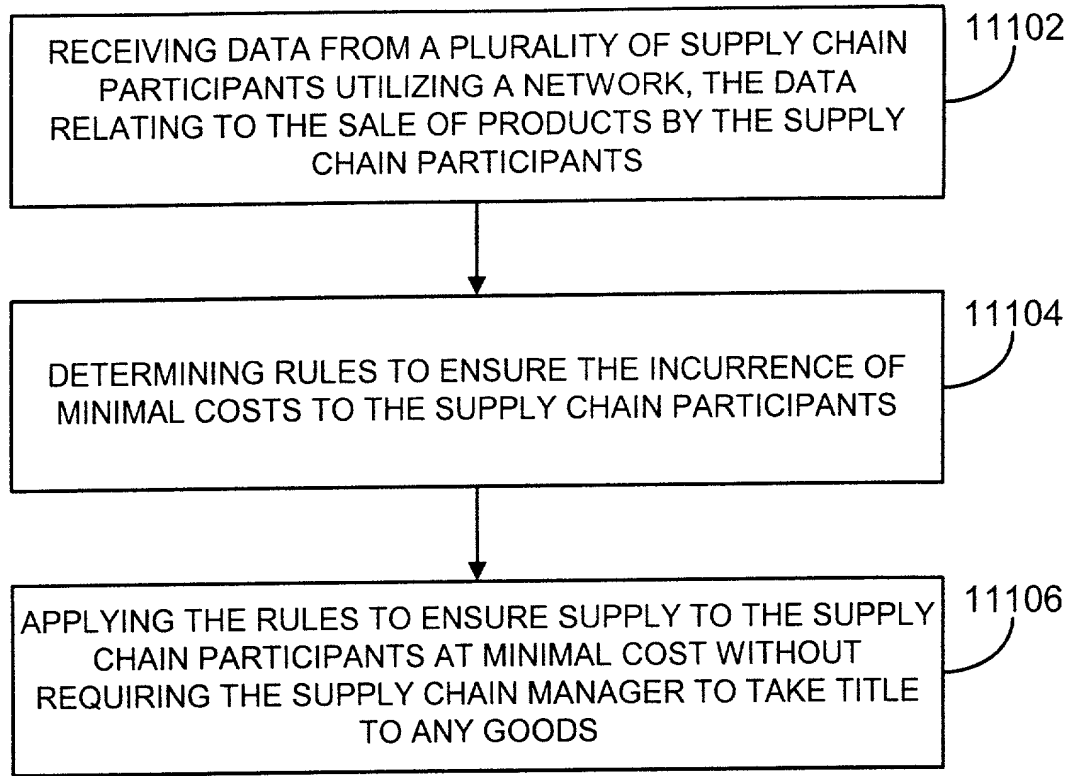 RECEIVING DATA FROM A PLURALITY OF SUPPLY CHAIN
PARTICIPANTS UTILIZING A NETWORK, THE DATA
RELATING TO THE SALE OF PRODUCTS BY THE SUPPLY
CHAIN PARTICIPANTS
11102
DETERMINING RULES TO ENSURE THE INCURRENCE OF
MINIMAL COSTS TO THE SUPPLY CHAIN PARTICIPANTS
11104
APPLYING THE RULES TO ENSURE SUPPLY TO THE SUPPLY
CHAIN PARTICIPANTS AT MINIMAL COST WITHOUT
REQUIRING THE SUPPLY CHAIN MANAGER TO TAKE TITLE
TO ANY GOODS
11106